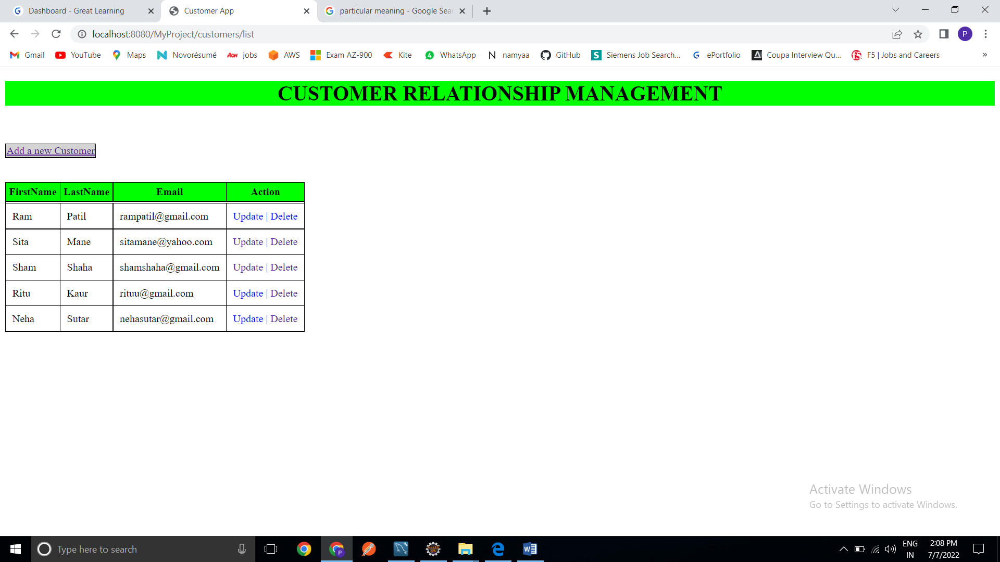 Dashboard - Great Learning
Customer App
particular meaning - Google Sear
localhost:8080/MyProject/customers/list
P
Gmail YouTube Maps Novorésumé jobs AWS Exam AZ-900 Kite WhatsApp namyaa GitHub Siemens Job Search... ePortfolio Coupa Interview Qu... F5 | Jobs and Careers »
CUSTOMER RELATIONSHIP MANAGEMENT
Add a new Customer
FirstName LastName Email Action
Ram Patil rampatil@gmail.com Update | Delete
Sita Mane sitamane@yahoo.com Update | Delete
Sham Shaha shamshaha@gmail.com Update | Delete
Ritu Kaur rituu@gmail.com Update | Delete
Neha Sutar nehasutar@gmail.com Update | Delete
Activate Windows
Go to Settings to activate Windows.
Type here to search
ENG
IN
2:08 PM
7/7/2022